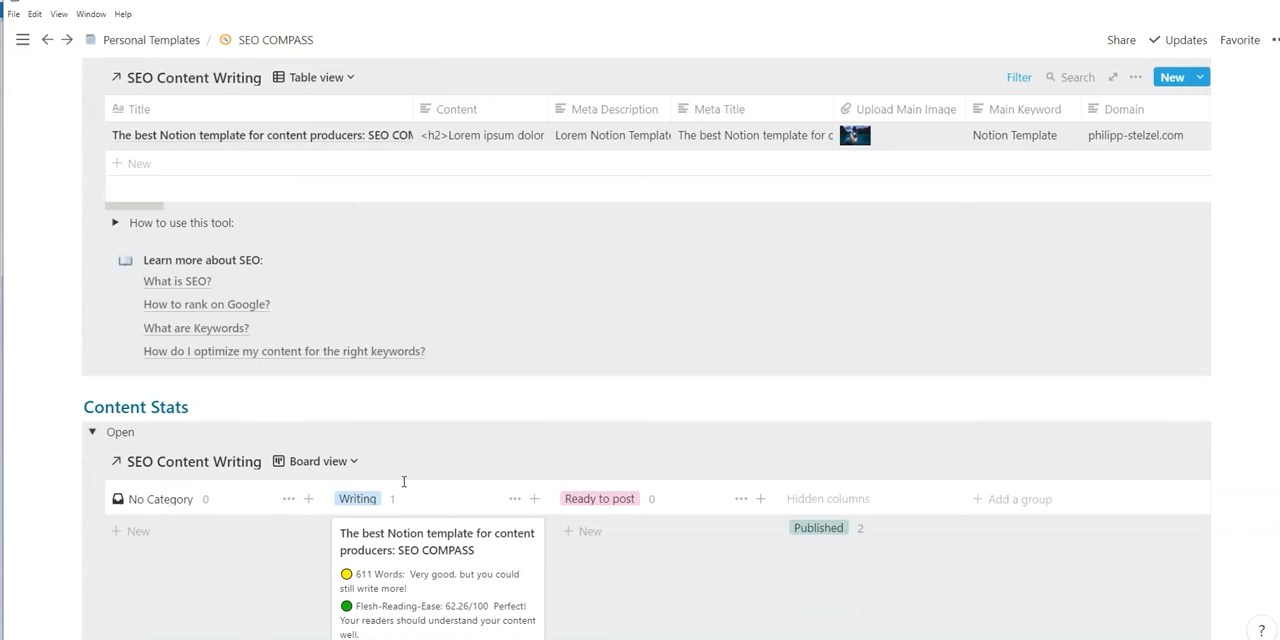 File Edit View Window Help
Personal Templates / SEO COMPASS Share Updates Favorite
SEO Content Writing Table view Filter Search New
Aa Title Content Meta Description Meta Title Upload Main Image Main Keyword Domain
The best Notion template for content producers: SEO COM <h2>Lorem ipsum dolor Lorem Notion Template The best Notion template for c Notion Template philipp-stelzel.com
+ New
How to use this tool:
Learn more about SEO:
What is SEO?
How to rank on Google?
What are Keywords?
How do I optimize my content for the right keywords?
Content Stats
Open
SEO Content Writing Board view
No Category 0 ... + Writing 1 ... + Ready to post 0 ... + Hidden columns + Add a group
+ New + New Published 2
The best Notion template for content
producers: SEO COMPASS
611 Words: Very good, but you could
still write more!
Flesh-Reading-Ease: 62.26/100 Perfect!
Your readers should understand your content
well.
?